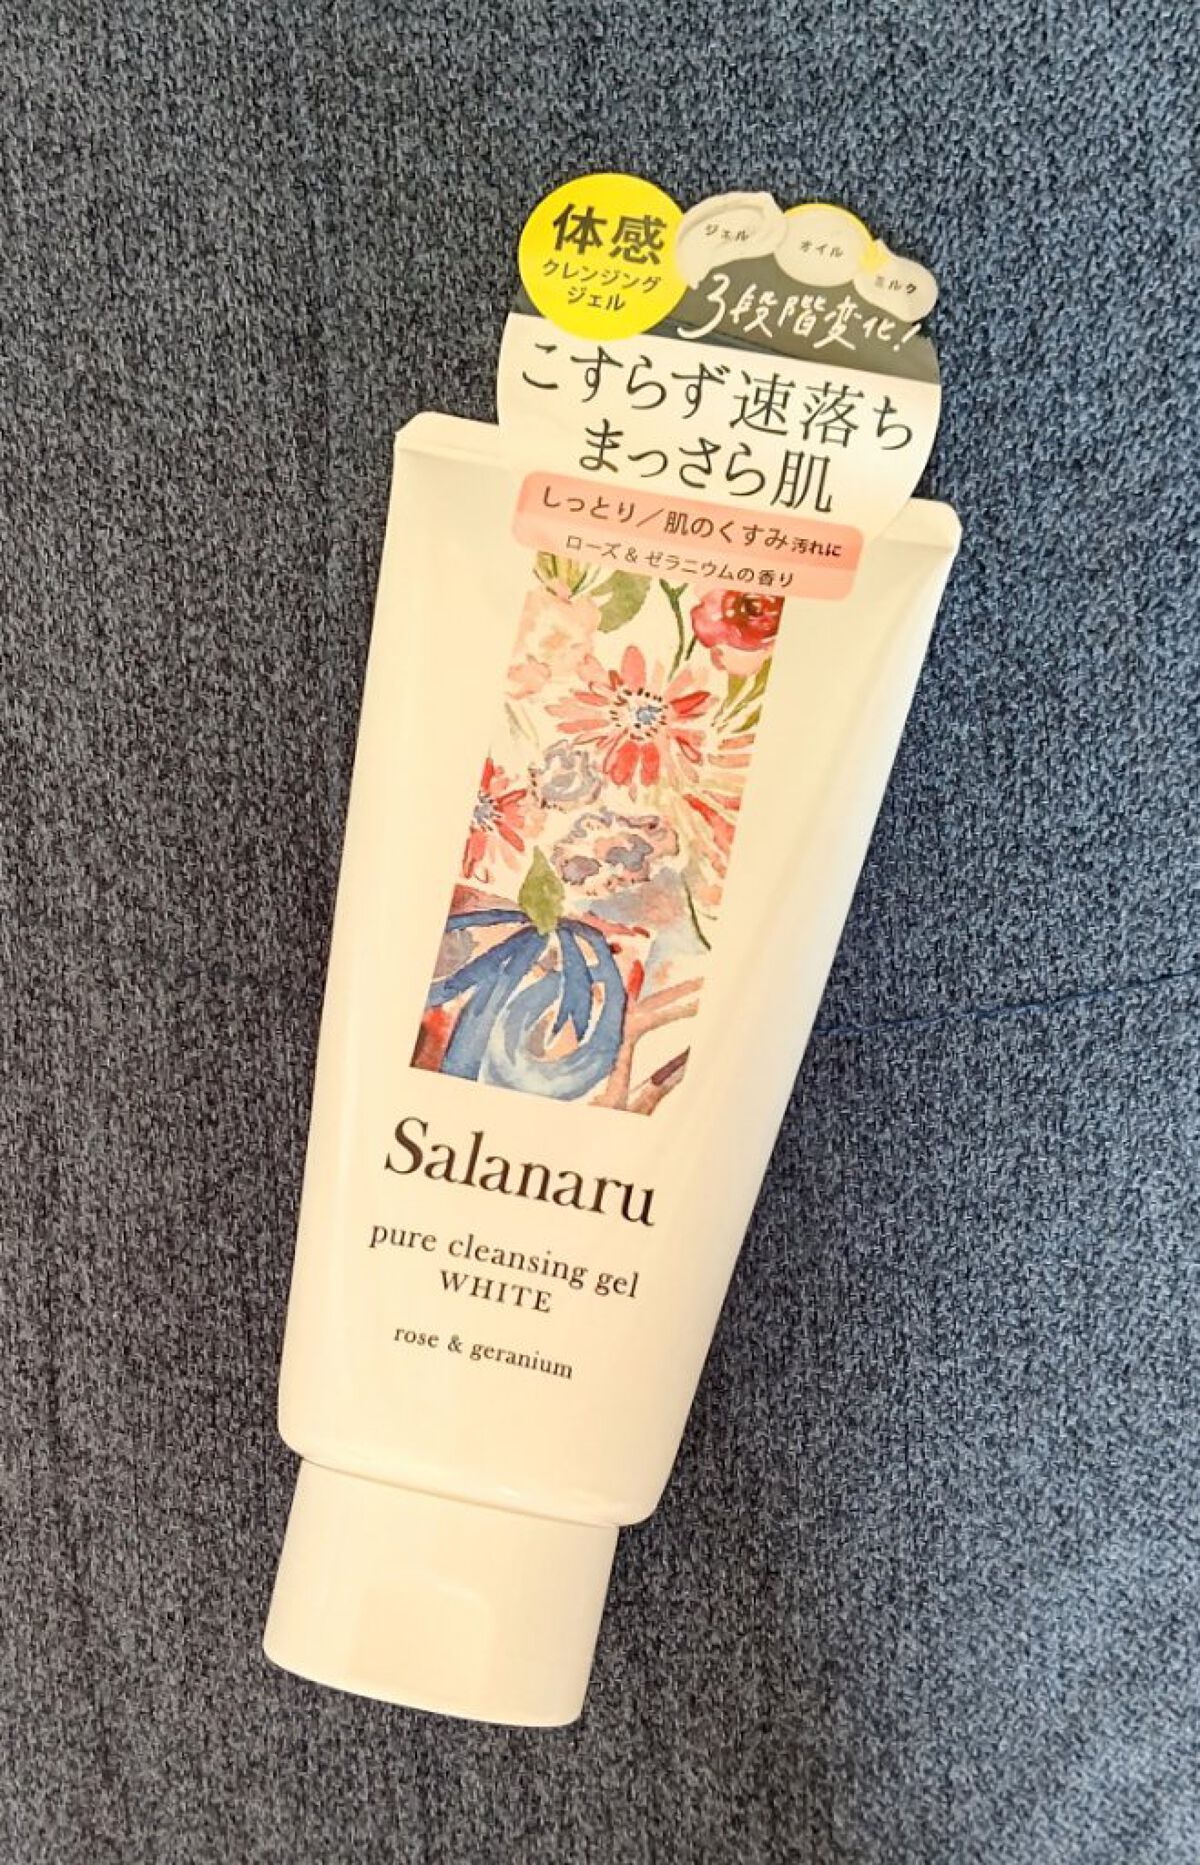 体感
クレンジング
ジェル
ジェル
オイル
ミルク
3段階変化!
こすらず速落ち
まっさら肌
しっとり/肌のくすみ汚れに
ローズ&ゼラニウムの香り
Salanaru
pure cleansing gel
WHITE
rose & geranium